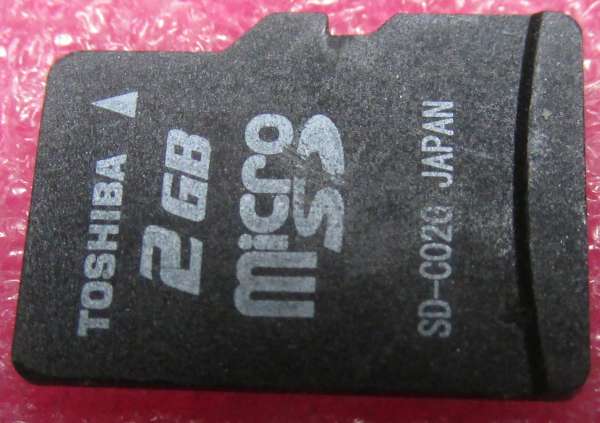 TOSHIBA
2GB
micro
SD
SD-C02G JAPAN